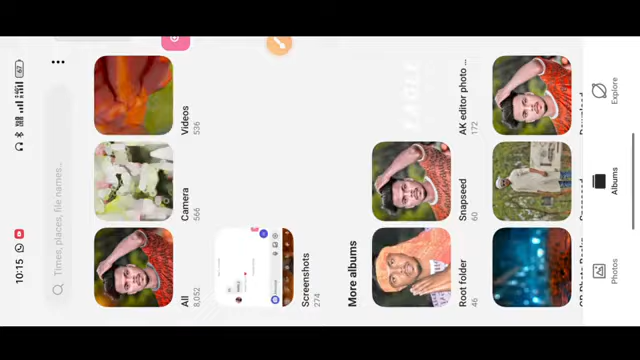 10:15
67
Times, places, file names...
All
8,052
Camera
566
Videos
536
Screenshots
274
More albums
Root folder
46
Snapseed
60
AK editor photo ...
172
Photos
Albums
Explore